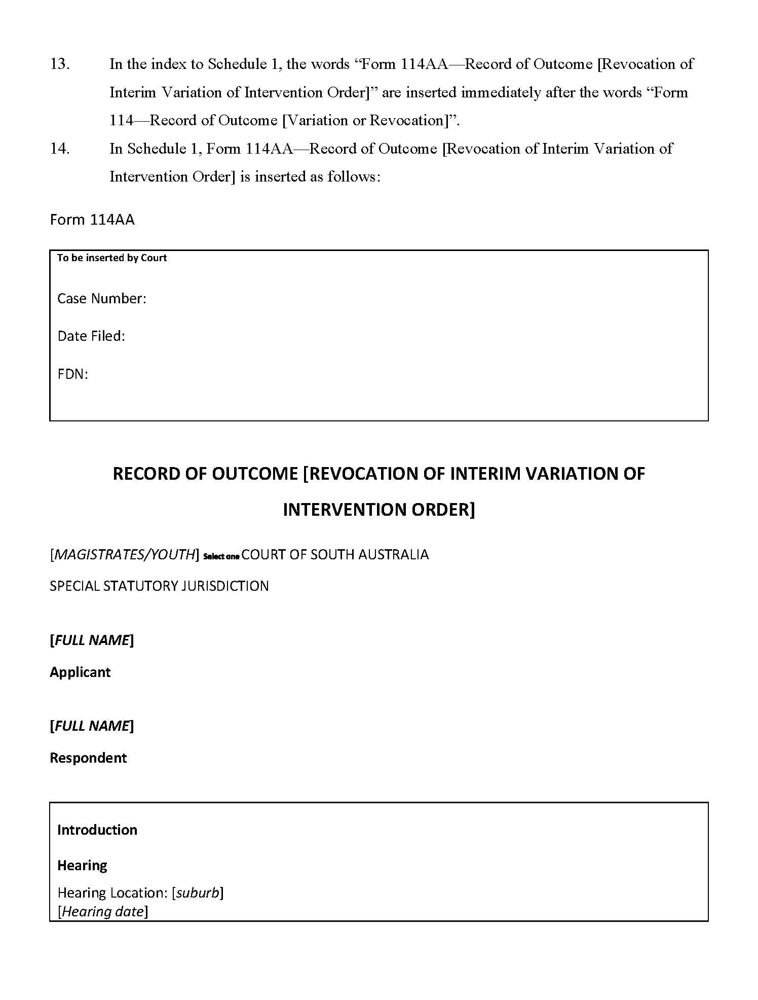 13. In the index to Schedule 1, the words “Form 114AA—Record of Outcome [Revocation of
Interim Variation of Intervention Order]” are inserted immediately after the words “Form
114—Record of Outcome [Variation or Revocation]”.
14. In Schedule 1, Form 114AA—Record of Outcome [Revocation of Interim Variation of
Intervention Order] is inserted as follows:
Form 114AA
To be inserted by Court
Case Number:
Date Filed:
FDN:
RECORD OF OUTCOME [REVOCATION OF INTERIM VARIATION OF
INTERVENTION ORDER]
[MAGISTRATES/YOUTH] Select one COURT OF SOUTH AUSTRALIA
SPECIAL STATUTORY JURISDICTION
[FULL NAME]
Applicant
[FULL NAME]
Respondent
Introduction
Hearing
Hearing Location: [suburb]
[Hearing date]